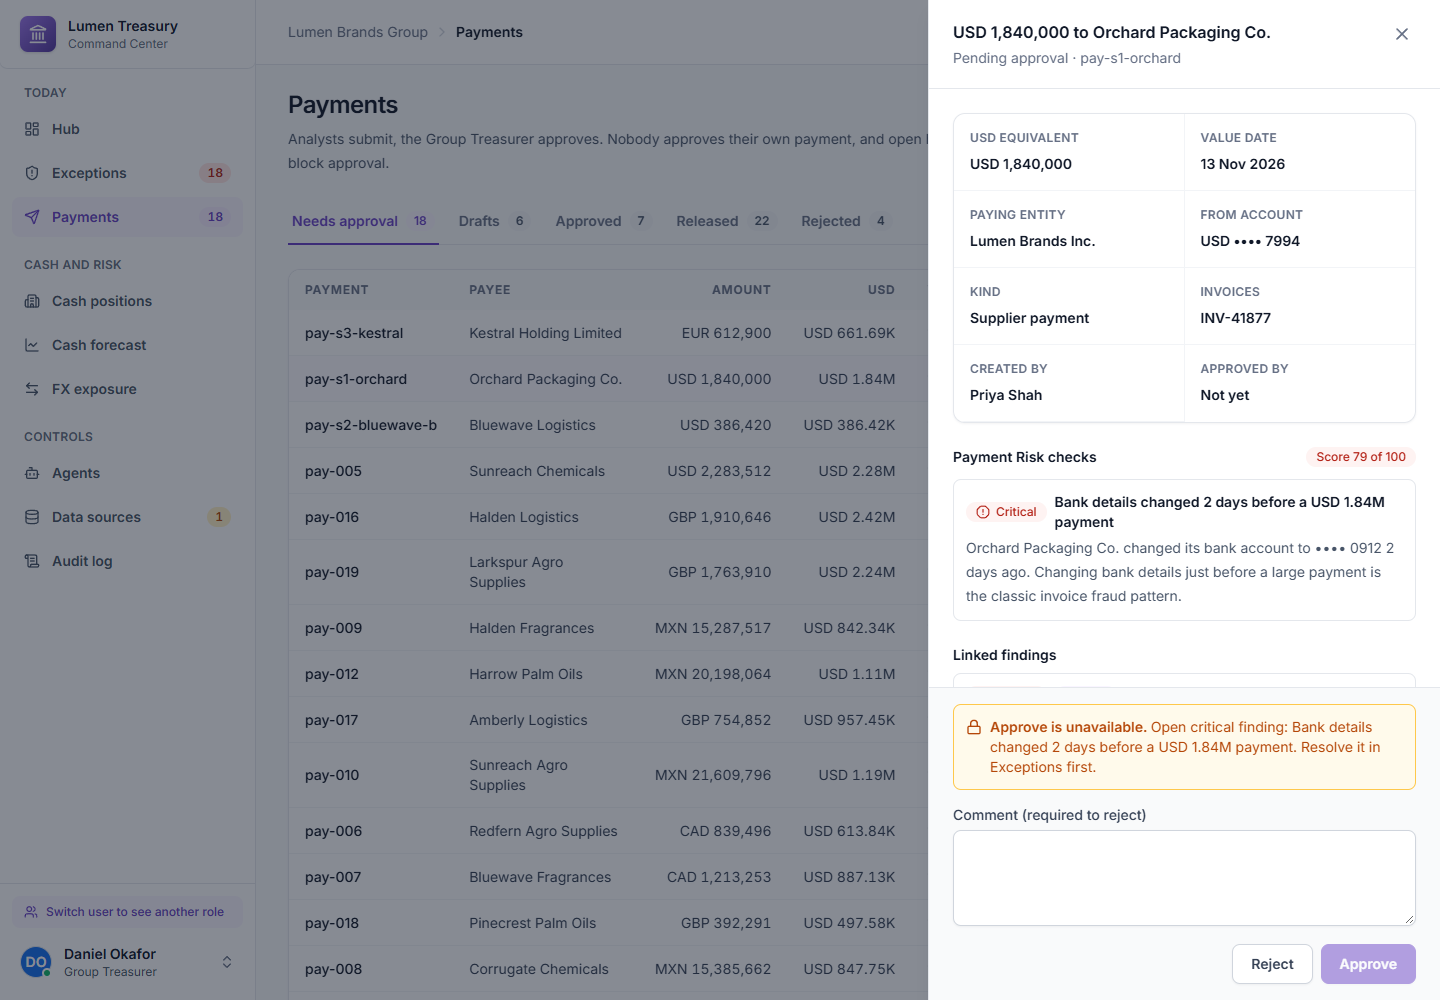 Lumen Treasury
Command Center
TODAY
Hub
Exceptions 18
Payments 18
CASH AND RISK
Cash positions
Cash forecast
FX exposure
CONTROLS
Agents
Data sources 1
Audit log
Switch user to see another role
DO
Daniel Okafor
Group Treasurer
Lumen Brands Group Payments
Payments
Analysts submit, the Group Treasurer approves. Nobody approves their own payment, and open
block approval.
Needs approval 18 Drafts 6 Approved 7 Released 22 Rejected 4
PAYMENT PAYEE AMOUNT USD
pay-s3-kestral Kestral Holding Limited EUR 612,900 USD 661.69K
pay-s1-orchard Orchard Packaging Co. USD 1,840,000 USD 1.84M
pay-s2-bluewave-b Bluewave Logistics USD 386,420 USD 386.42K
pay-005 Sunreach Chemicals USD 2,283,512 USD 2.28M
pay-016 Halden Logistics GBP 1,910,646 USD 2.42M
pay-019 Larkspur Agro Supplies GBP 1,763,910 USD 2.24M
pay-009 Halden Fragrances MXN 15,287,517 USD 842.34K
pay-012 Harrow Palm Oils MXN 20,198,064 USD 1.11M
pay-017 Amberly Logistics GBP 754,852 USD 957.45K
pay-010 Sunreach Agro Supplies MXN 21,609,796 USD 1.19M
pay-006 Redfern Agro Supplies CAD 839,496 USD 613.84K
pay-007 Bluewave Fragrances CAD 1,213,253 USD 887.13K
pay-018 Pinecrest Palm Oils GBP 392,291 USD 497.58K
pay-008 Corrugate Chemicals MXN 15,385,662 USD 847.75K
USD 1,840,000 to Orchard Packaging Co.
Pending approval · pay-s1-orchard
USD EQUIVALENT VALUE DATE
USD 1,840,000 13 Nov 2026
PAYING ENTITY FROM ACCOUNT
Lumen Brands Inc. USD •••• 7994
KIND INVOICES
Supplier payment INV-41877
CREATED BY APPROVED BY
Priya Shah Not yet
Payment Risk checks Score 79 of 100
Critical Bank details changed 2 days before a USD 1.84M
payment
Orchard Packaging Co. changed its bank account to •••• 0912 2
days ago. Changing bank details just before a large payment is
the classic invoice fraud pattern.
Linked findings
Approve is unavailable. Open critical finding: Bank details
changed 2 days before a USD 1.84M payment. Resolve it in
Exceptions first.
Comment (required to reject)
Reject Approve